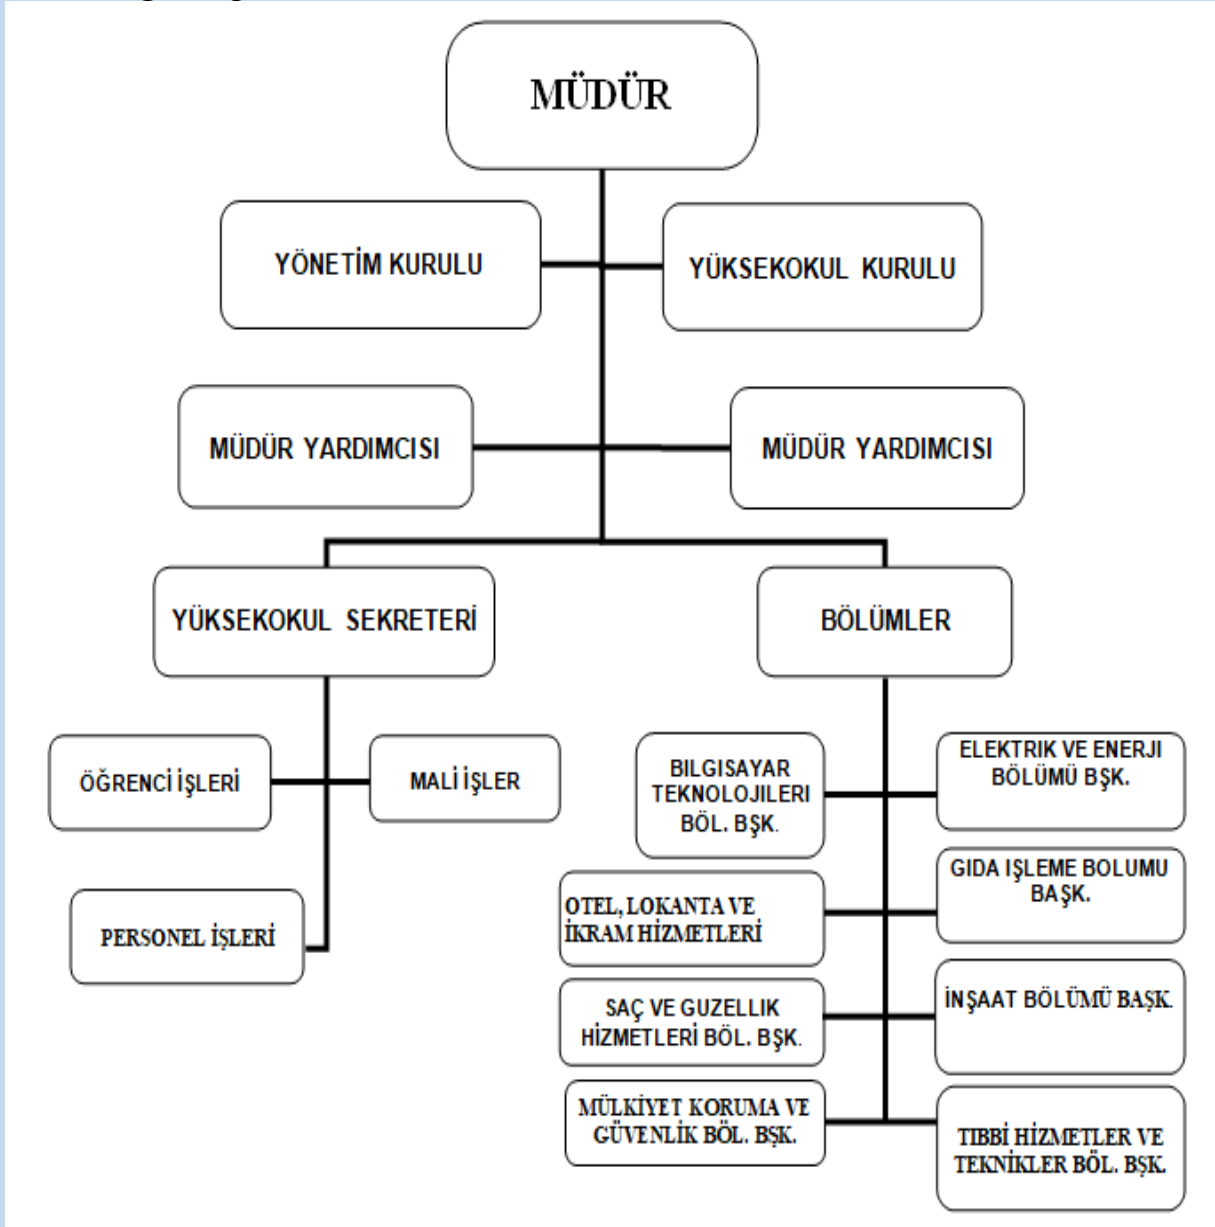 MÜDÜR
YÖNETİM KURULU
YÜKSEKOKUL KURULU
MÜDÜR YARDIMCISI
MÜDÜR YARDIMCISI
YÜKSEKOKUL SEKRETERİ
BÖLÜMLER
ÖĞRENCİ İŞLERİ
MALİ İŞLER
PERSONEL İŞLERİ
BILGISAYAR
TEKNOLOJILERI
BÖL. BŞK.
ELEKTRIK VE ENERJI
BÖLÜMÜ BŞK.
OTEL, LOKANTA VE
İKRAM HİZMETLERİ
GIDA IŞLEME BOLUMU
BAŞK.
SAÇ VE GUZELLIK
HİZMETLERİ BÖL. BŞK.
İNŞAAT BÖLÜMÜ BAŞK.
MÜLKİYET KORUMA VE
GÜVENLİK BÖL. BŞK.
TIBBİ HİZMETLER VE
TEKNİKLER BÖL. BŞK.